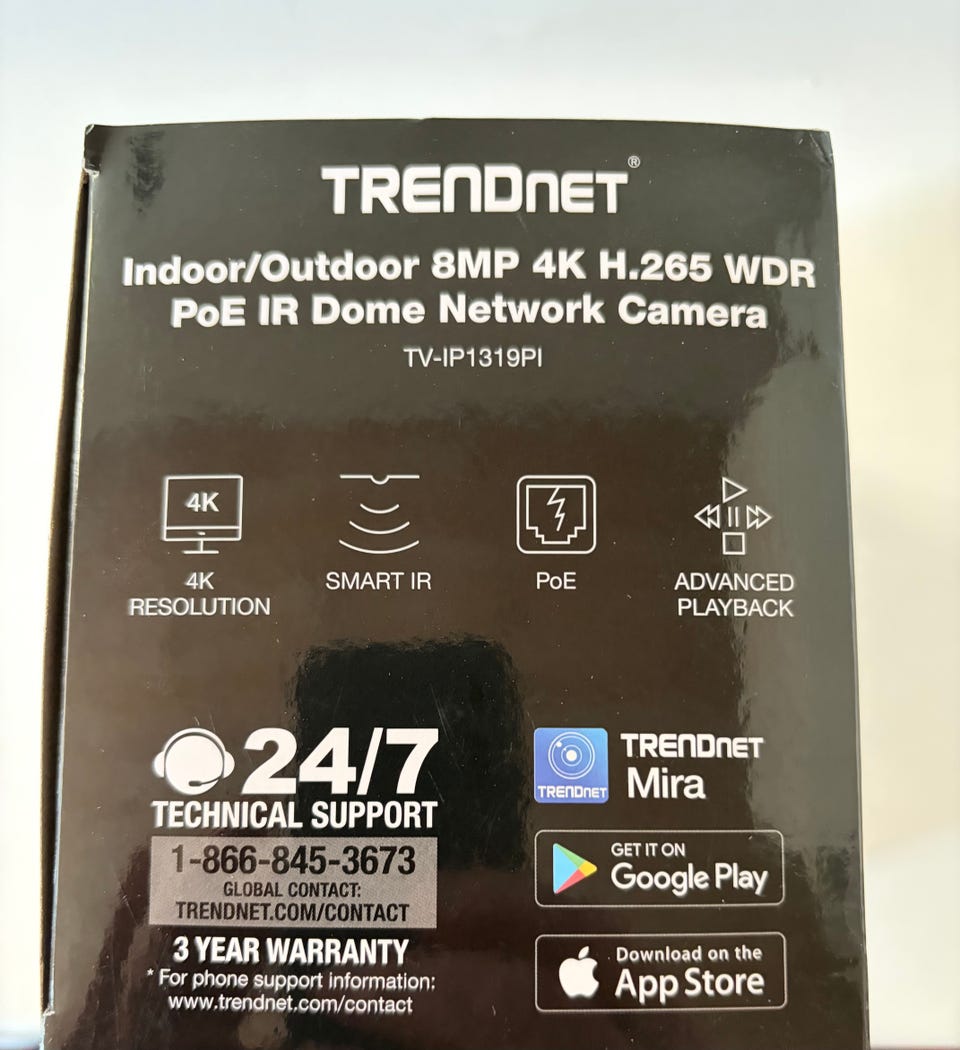 TRENDNET®
Indoor/Outdoor 8MP 4K H.265 WDR
PoE IR Dome Network Camera
TV-IP1319PI
4K
4K
RESOLUTION
SMART IR
PoE
ADVANCED
PLAYBACK
24/7
TECHNICAL SUPPORT
1-866-845-3673
GLOBAL CONTACT:
TRENDNET.COM/CONTACT
3 YEAR WARRANTY
* For phone support information:
www.trendnet.com/contact
TRENDNET
TRENDNET
Mira
GET IT ON
Google Play
Download on the
App Store